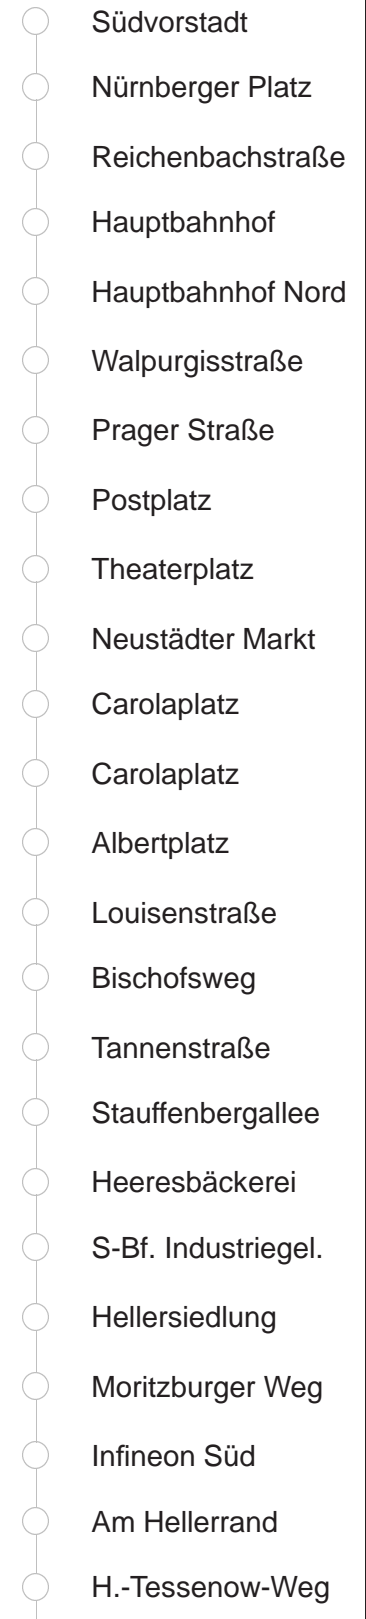 Südvorstadt
Nürnberger Platz
Reichenbachstraße
Hauptbahnhof
Hauptbahnhof Nord
Walpurgisstraße
Prager Straße
Postplatz
Theaterplatz
Neustädter Markt
Carolaplatz
Carolaplatz
Albertplatz
Louisenstraße
Bischofsweg
Tannenstraße
Stauffenbergallee
Heeresbäckerei
S-Bf. Industriegel.
Hellersiedlung
Moritzburger Weg
Infineon Süd
Am Hellerrand
H.-Tessenow-Weg